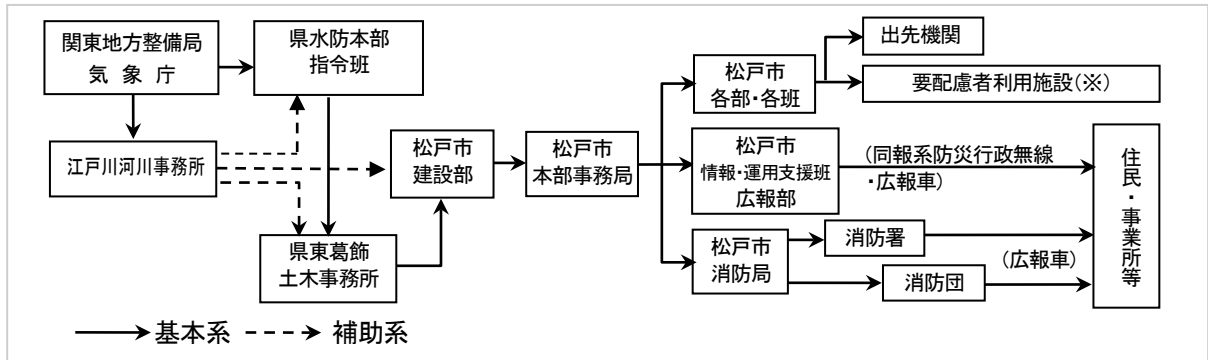 関東地方整備局
気 象 庁
県水防本部
指令班
江戸川河川事務所
県東葛飾
土木事務所
松戸市
建設部
松戸市
本部事務局
松戸市
各部・各班
出先機関
要配慮者利用施設(※)
松戸市
情報・運用支援班
広報部
(同報系防災行政無線
・広報車)
松戸市
消防局
消防署
消防団
(広報車)
住民・事業所等
基本系
補助系